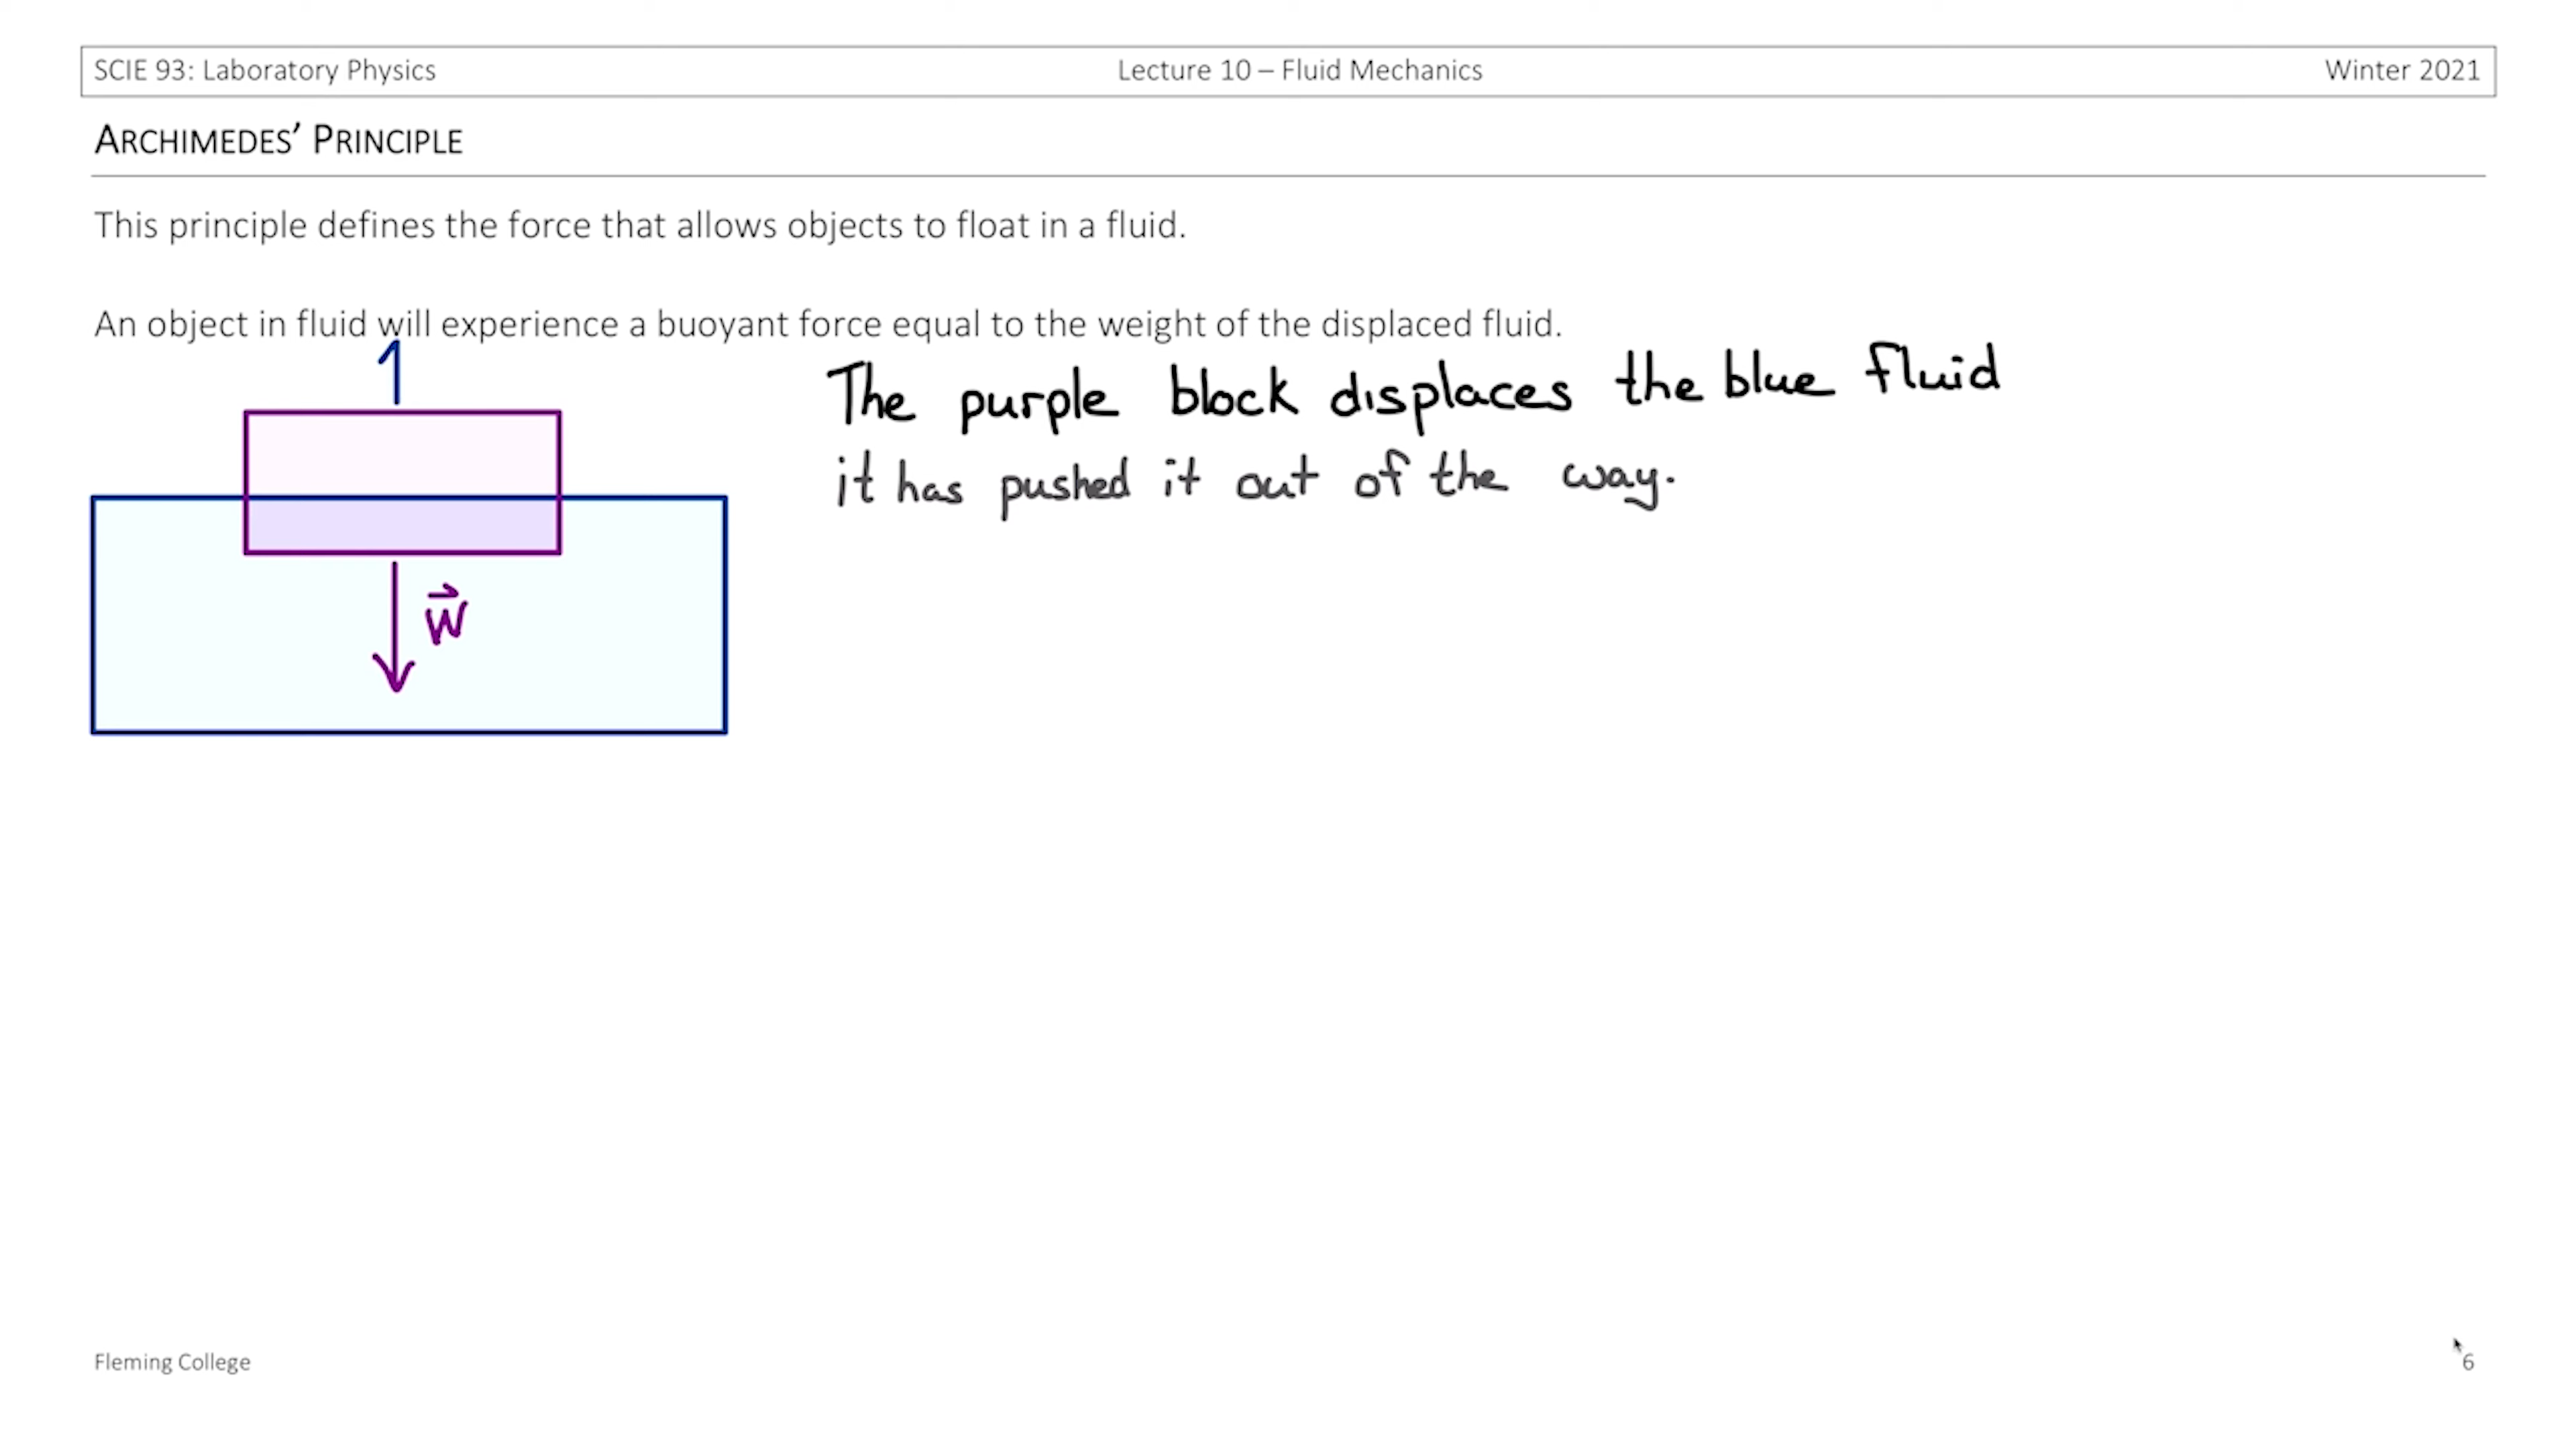 SCIE 93: Laboratory Physics Lecture 10 – Fluid Mechanics Winter 2021
ARCHIMEDES’ PRINCIPLE
This principle defines the force that allows objects to float in a fluid.
An object in fluid will experience a buoyant force equal to the weight of the displaced fluid.
The purple block displaces the blue fluid
it has pushed it out of the way.
W
Fleming College 6